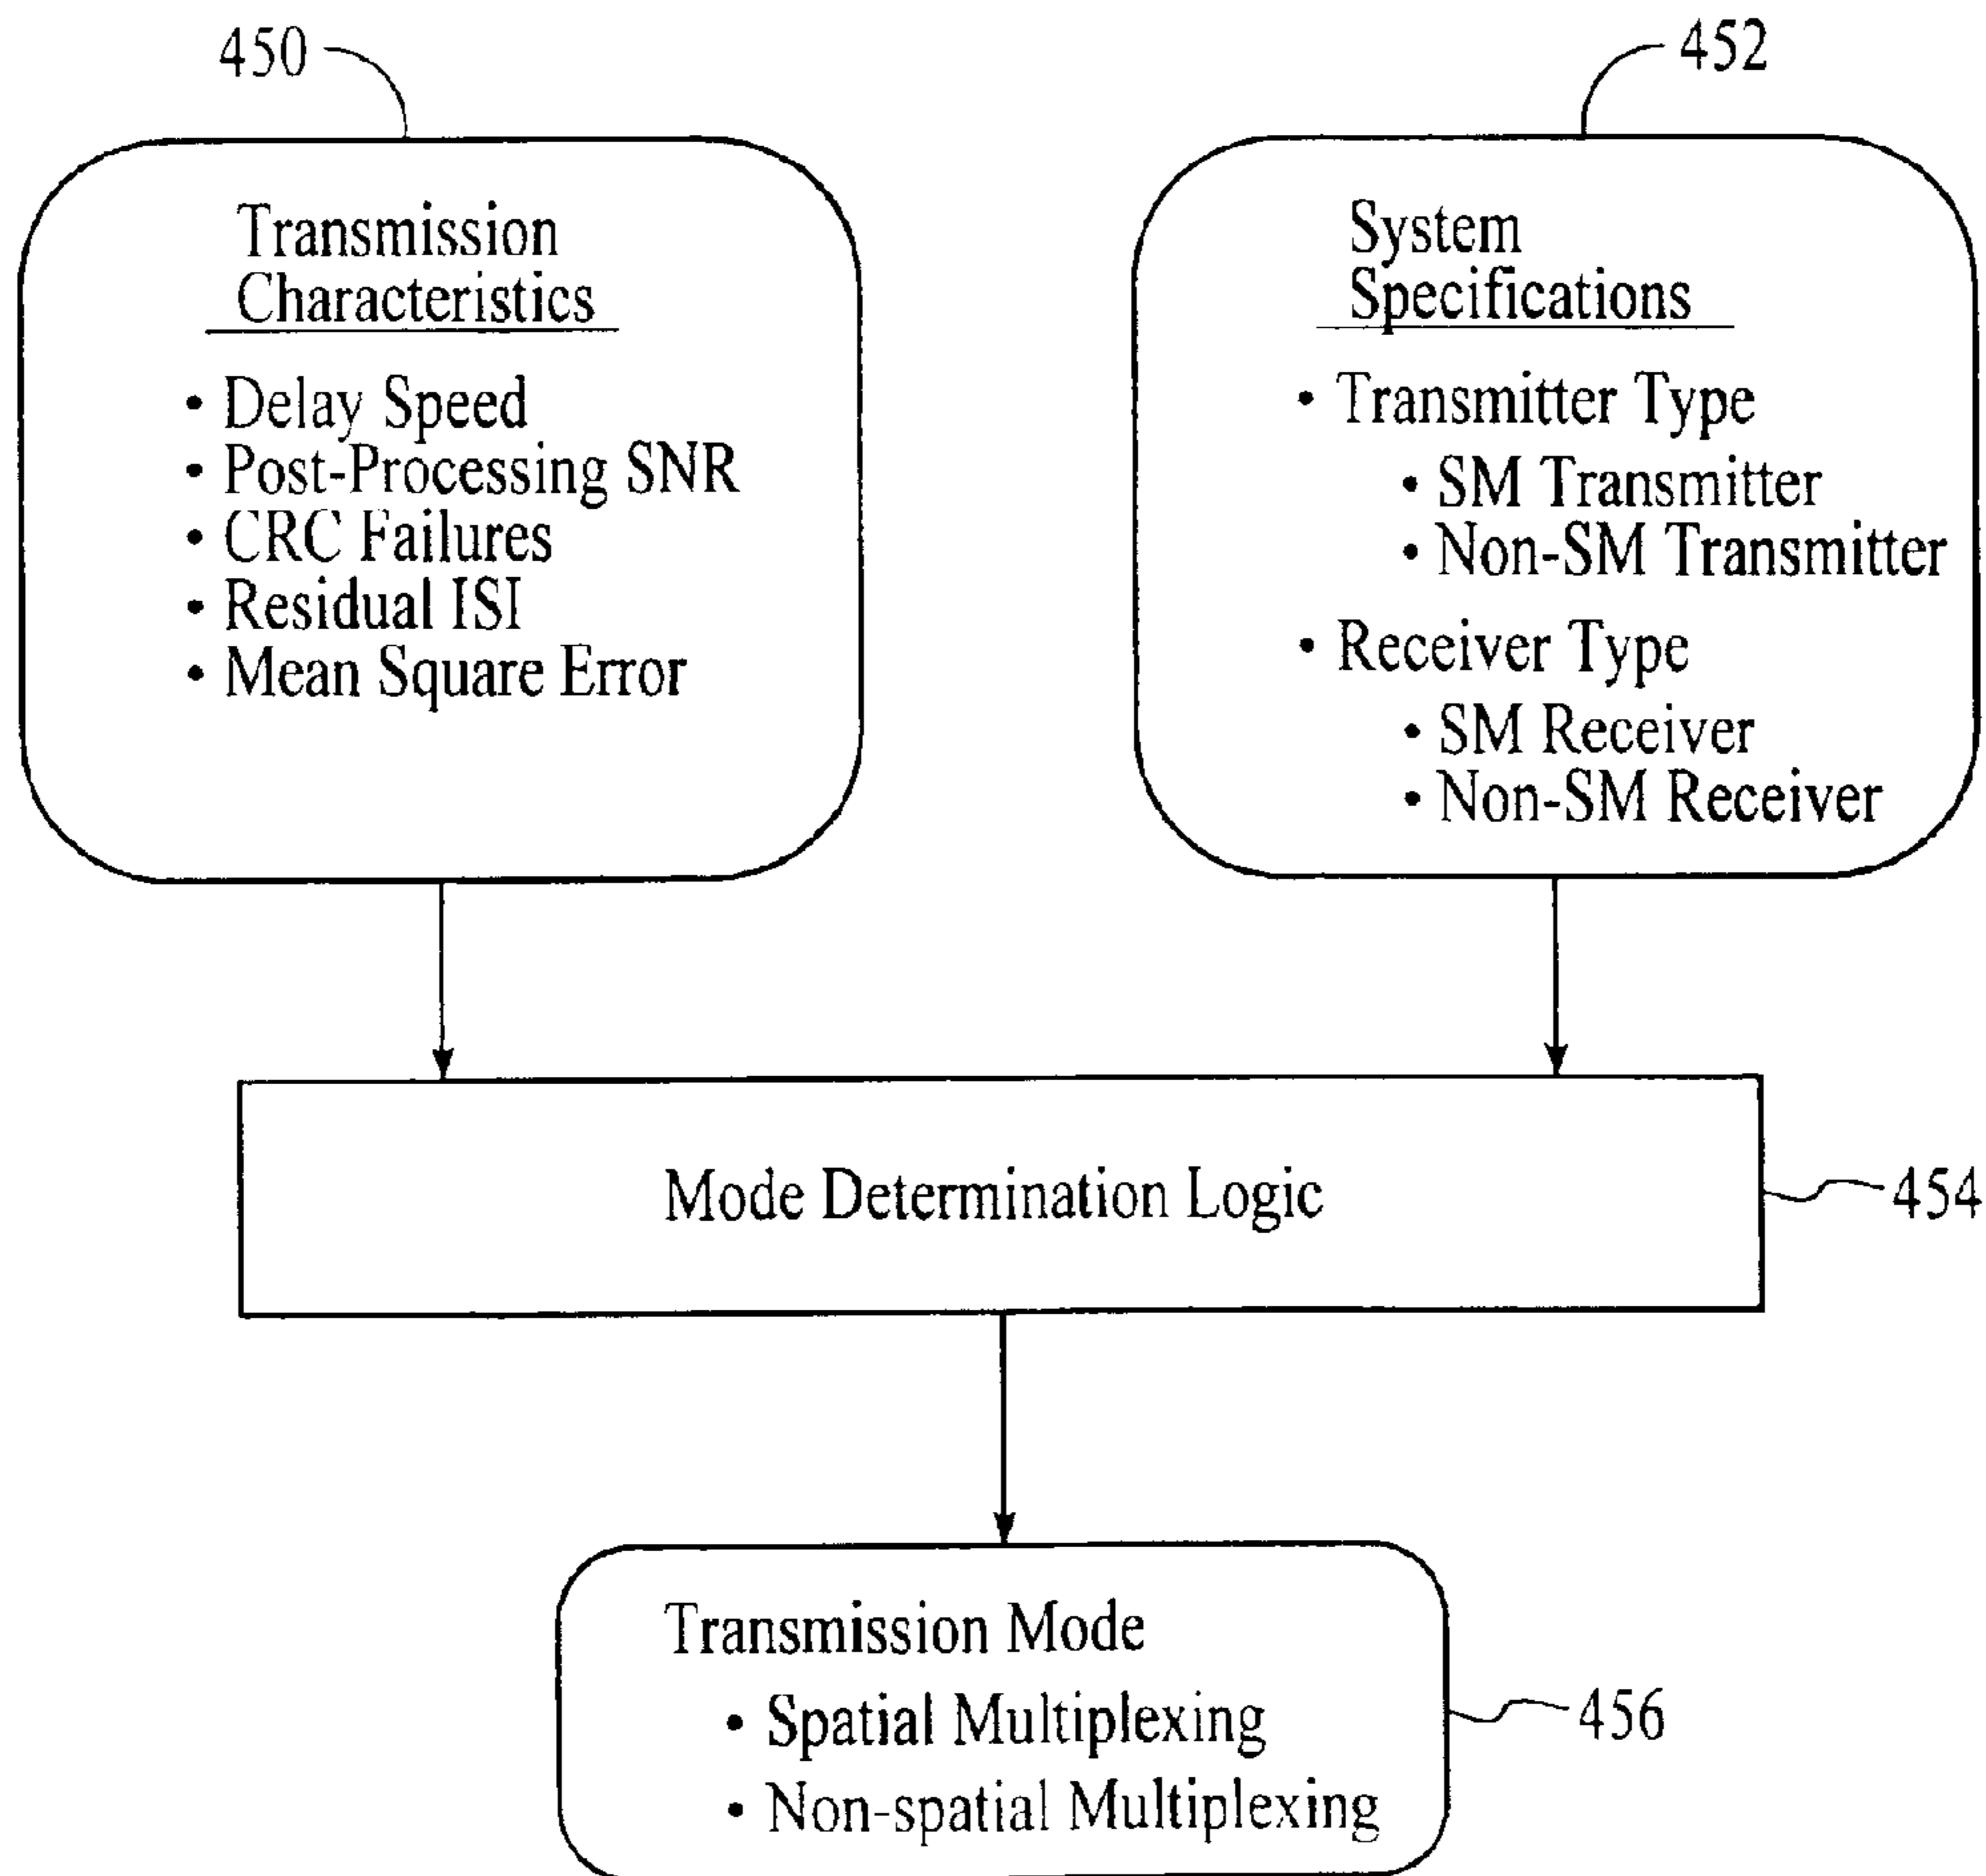 450
452
Transmission
Characteristics
• Delay Speed
• Post-Processing SNR
• CRC Failures
• Residual ISI
• Mean Square Error
System
Specifications
• Transmitter Type
• SM Transmitter
• Non-SM Transmitter
• Receiver Type
• SM Receiver
• Non-SM Receiver
Mode Determination Logic
454
Transmission Mode
• Spatial Multiplexing
• Non-spatial Multiplexing
456